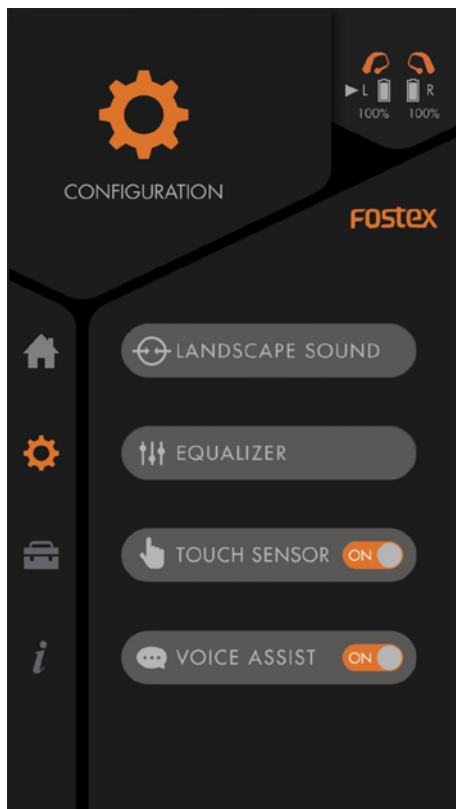 L R
100% 100%
CONFIGURATION
FOSTEX
LANDSCAPE SOUND
EQUALIZER
TOUCH SENSOR ON
VOICE ASSIST ON
i